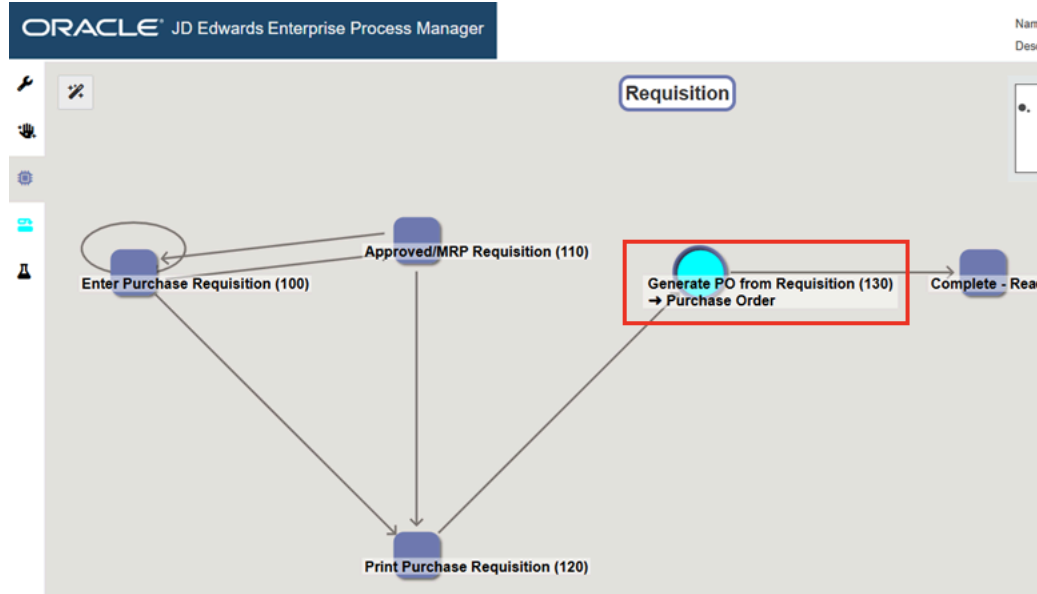 ORACLE® JD Edwards Enterprise Process Manager
Requisition
Approved/MRP Requisition (110)
Enter Purchase Requisition (100)
Generate PO from Requisition (130)
→ Purchase Order
Complete -
Print Purchase Requisition (120)